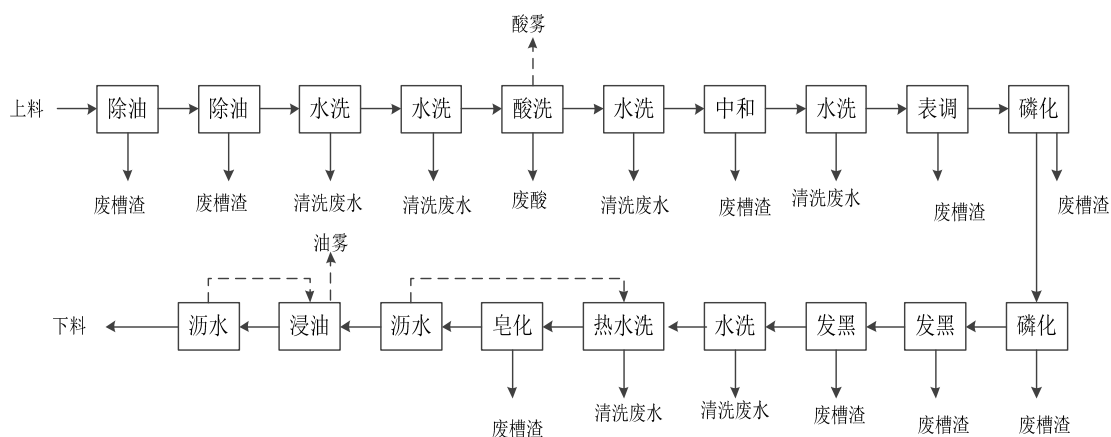 酸雾
上料
除油
除油
水洗
水洗
酸洗
水洗
中和
水洗
表调
磷化
废槽渣
废槽渣
清洗废水
清洗废水
废酸
清洗废水
废槽渣
清洗废水
废槽渣
废槽渣
油雾
下料
沥水
浸油
沥水
皂化
热水洗
水洗
发黑
发黑
磷化
废槽渣
清洗废水
清洗废水
废槽渣
废槽渣
废槽渣